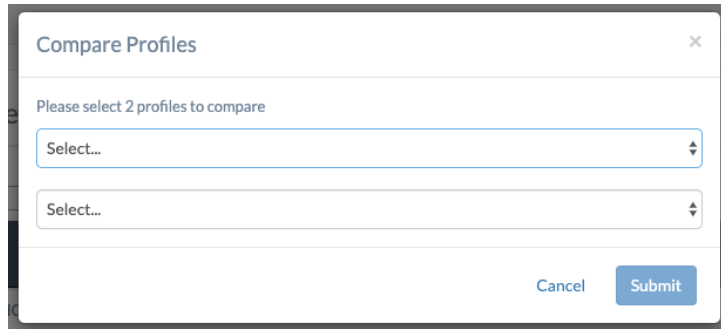 Compare Profiles ×
Please select 2 profiles to compare
Select...
Select...
Cancel Submit